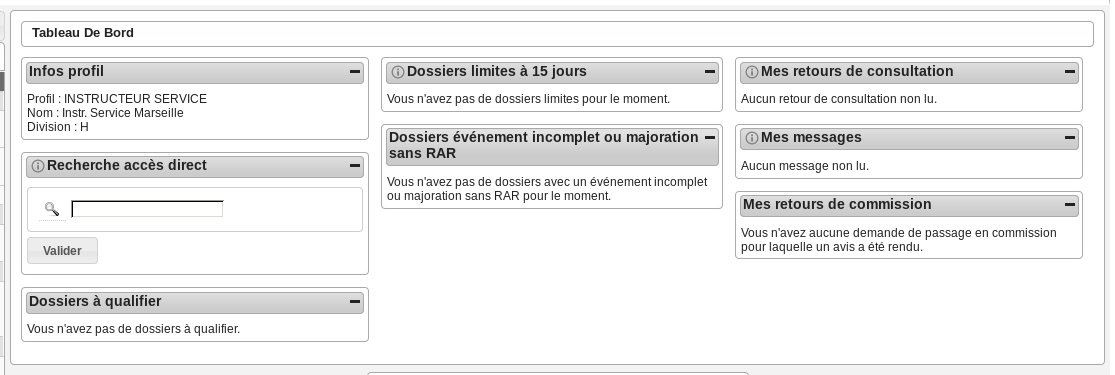 Tableau De Bord
Infos profil
Profil : INSTRUCTEUR SERVICE
Nom : Instr. Service Marseille
Division : H
Recherche accès direct
Valider
Dossiers à qualifier
Vous n'avez pas de dossiers à qualifier.
Dossiers limites à 15 jours
Vous n'avez pas de dossiers limites pour le moment.
Dossiers événement incomplet ou majoration
sans RAR
Vous n'avez pas de dossiers avec un événement incomplet
ou majoration sans RAR pour le moment.
Mes retours de consultation
Aucun retour de consultation non lu.
Mes messages
Aucun message non lu.
Mes retours de commission
Vous n'avez aucune demande de passage en commission
pour laquelle un avis a été rendu.